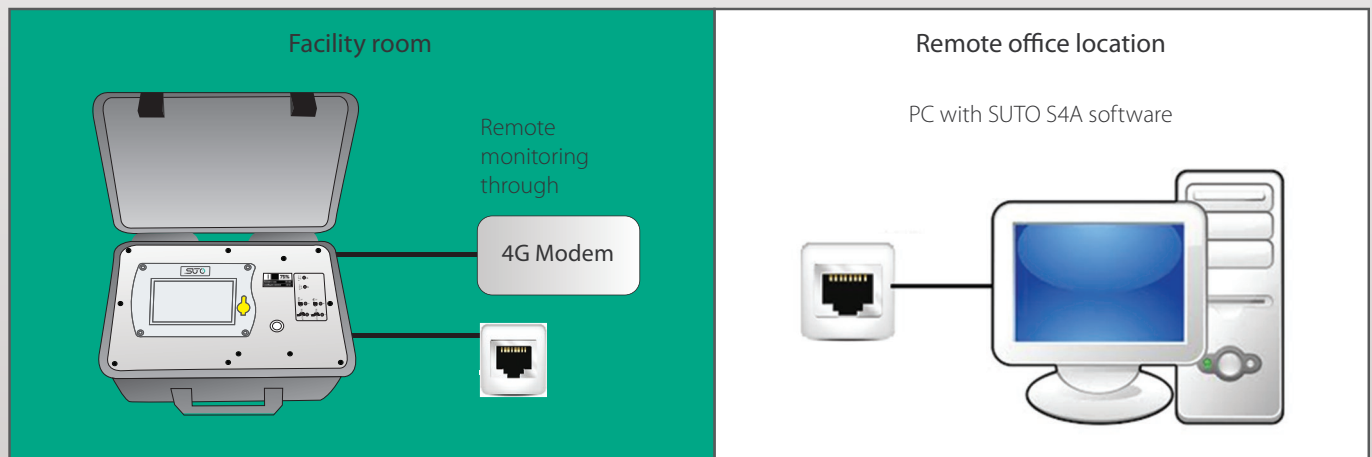 Facility room
Remote
monitoring
through
4G Modem
SUTO
Remote office location
PC with SUTO S4A software